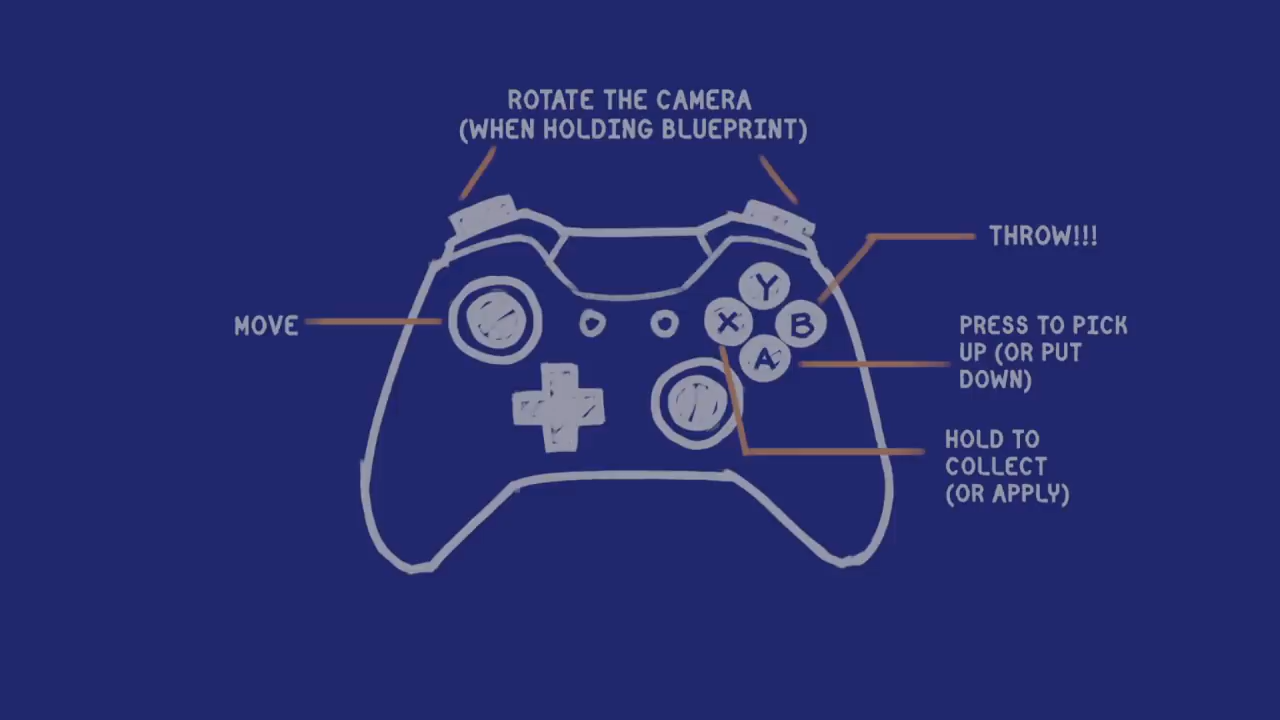 ROTATE THE CAMERA
(WHEN HOLDING BLUEPRINT)
THROW!!!
MOVE
Y
X
B
A
PRESS TO PICK
UP (OR PUT
DOWN)
HOLD TO
COLLECT
(OR APPLY)